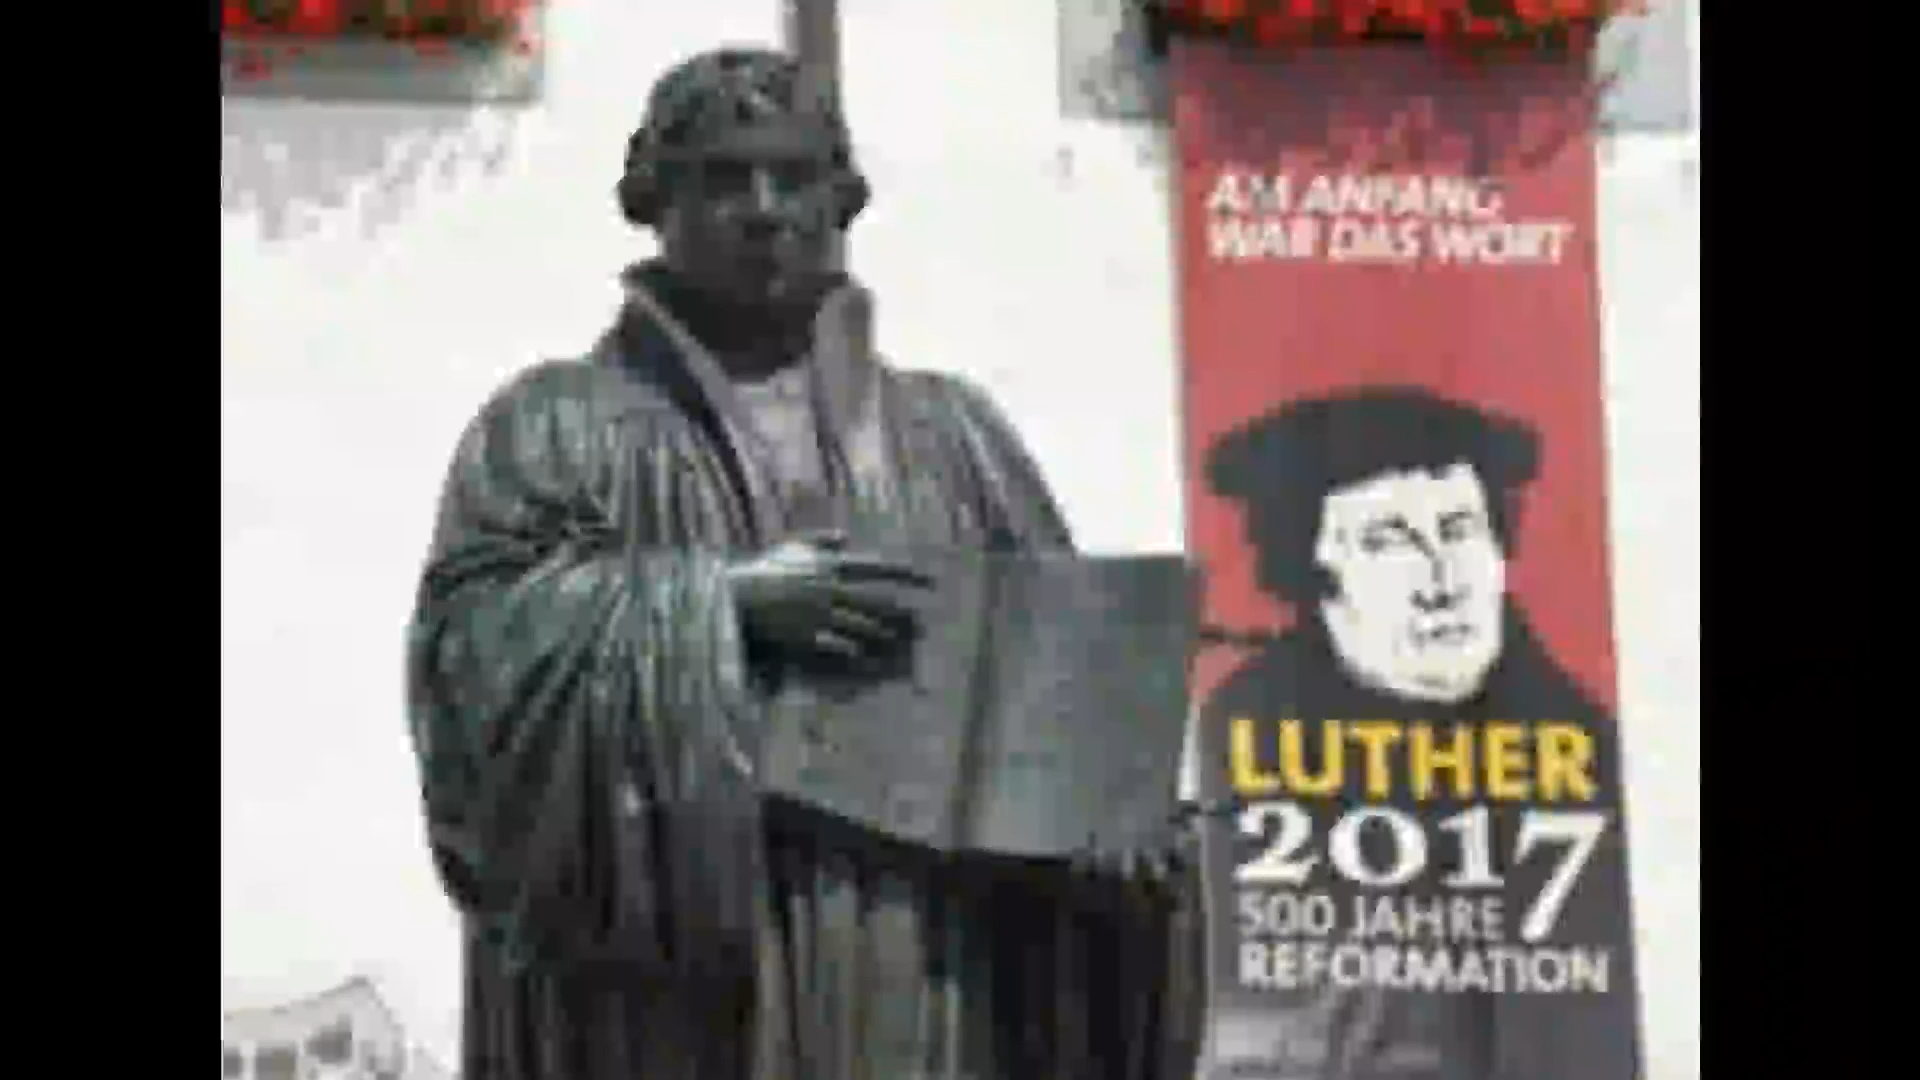 AM ANFANG
WAR DAS WORT
LUTHER
2017
500 JAHRE
REFORMATION